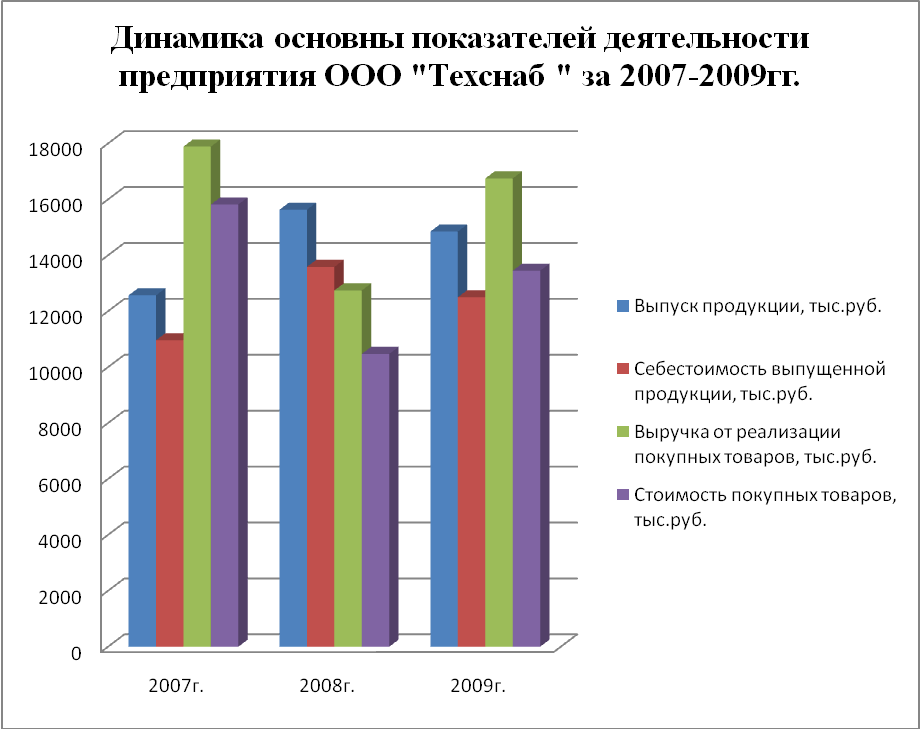 Динамика основны показателей деятельности
предприятия ООО "Техснаб " за 2007-2009гг.
18000
16000
14000
12000
10000
8000
6000
4000
2000
0
2007г.
2008г.
2009г.
Выпуск продукции, тыс.руб.
Себестоимость выпущенной
продукции, тыс.руб.
Выручка от реализации
покупных товаров, тыс.руб.
Стоимость покупных товаров,
тыс.руб.